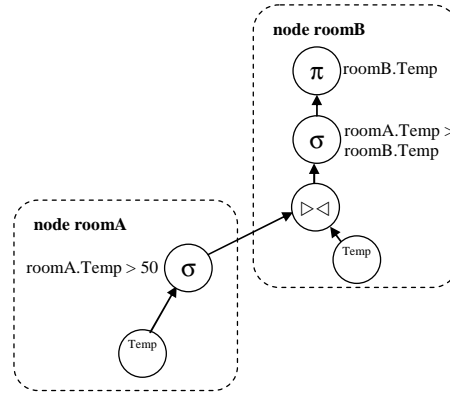 node roomB
π roomB.Temp
σ roomA.Temp >
roomB.Temp
▷◁
Temp
node roomA
roomA.Temp > 50 σ
Temp